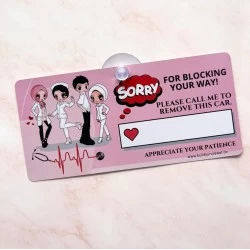 SORRY
FOR BLOCKING
YOUR WAY!
PLEASE CALL ME TO
REMOVE THIS CAR.
APPRECIATE YOUR PATIENCE